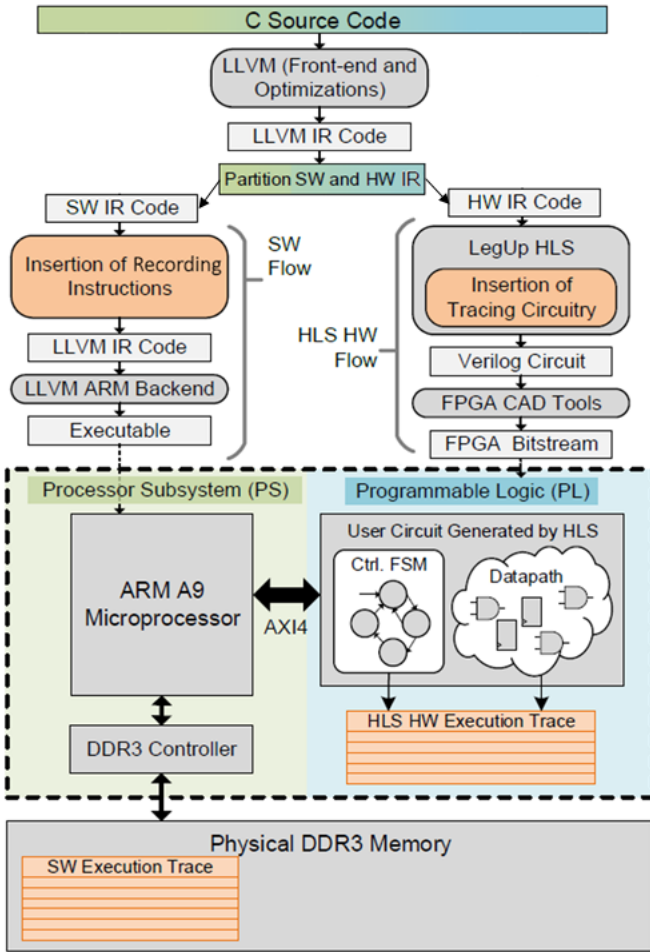 C Source Code
LLVM (Front-end and
Optimizations)
LLVM IR Code
Partition SW and HW IR
SW IR Code
HW IR Code
Insertion of Recording
Instructions
SW
Flow
LegUp HLS
Insertion of
Tracing Circuitry
HLS HW
Flow
LLVM IR Code
Verilog Circuit
LLVM ARM Backend
FPGA CAD Tools
Executable
FPGA Bitstream
Processor Subsystem (PS)
Programmable Logic (PL)
User Circuit Generated by HLS
Ctrl. FSM
Datapath
ARM A9
Microprocessor
AXI4
HLS HW Execution Trace
DDR3 Controller
Physical DDR3 Memory
SW Execution Trace